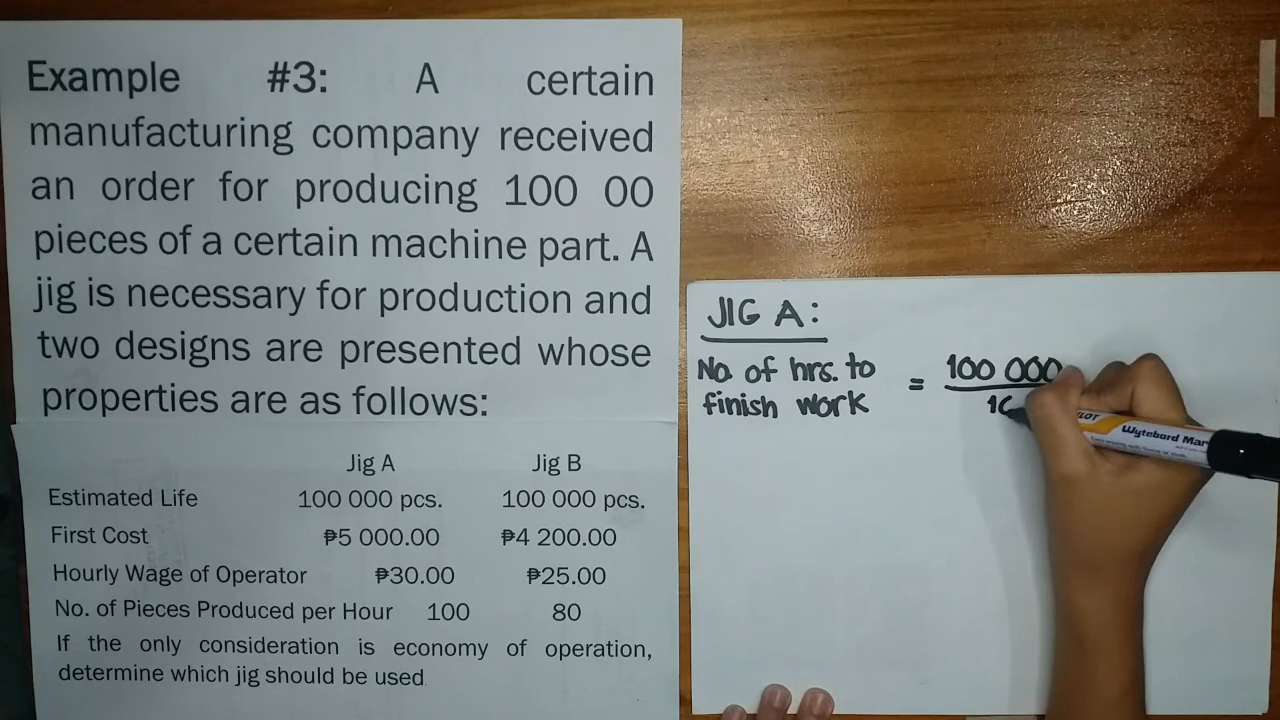 Example #3: A certain
manufacturing company received
an order for producing 100 00
pieces of a certain machine part. A
jig is necessary for production and
two designs are presented whose
properties are as follows:
Jig A Jig B
Estimated Life 100 000 pcs. 100 000 pcs.
First Cost ₱5 000.00 ₱4 200.00
Hourly Wage of Operator ₱30.00 ₱25.00
No. of Pieces Produced per Hour 100 80
If the only consideration is economy of operation,
determine which jig should be used.
JIG A:
No. of hrs. to
finish work
= 100 000
10
Wytebord Mar